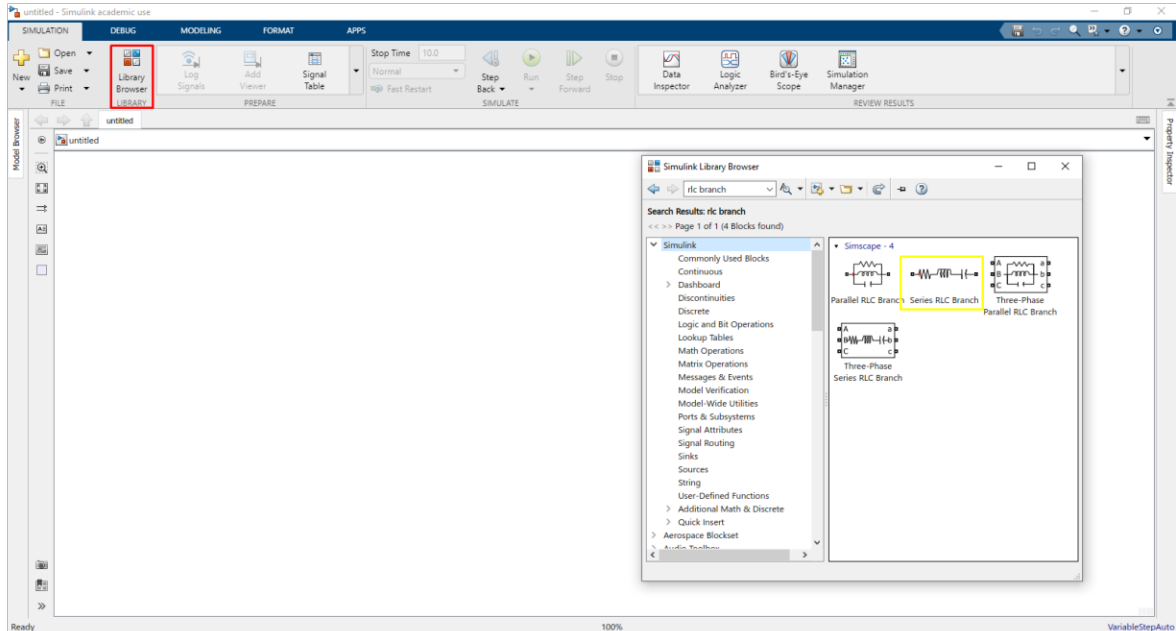 untitled - Simulink academic use
SIMULATION DEBUG MODELING FORMAT APPS
New
Open
Save
Print
FILE
Library Browser
LIBRARY
Log Signals
Add Viewer
Signal Table
PREPARE
Stop Time 10.0
Normal
Fast Restart
Step Back
Run
Step Forward
Stop
SIMULATE
Data Inspector
Logic Analyzer
Bird's-Eye Scope
Simulation Manager
REVIEW RESULTS
Model Browser
untitled
untitled
Property Inspector
Simulink Library Browser
rlc branch
Search Results: rlc branch
<< >> Page 1 of 1 (4 Blocks found)
Simulink
Commonly Used Blocks
Continuous
Dashboard
Discontinuities
Discrete
Logic and Bit Operations
Lookup Tables
Math Operations
Matrix Operations
Messages & Events
Model Verification
Model-Wide Utilities
Ports & Subsystems
Signal Attributes
Signal Routing
Sinks
Sources
String
User-Defined Functions
Additional Math & Discrete
Quick Insert
Aerospace Blockset
Audio Toolbox
Simscape - 4
Parallel RLC Branch
Series RLC Branch
A a
B b
C c
Three-Phase
Parallel RLC Branch
A a
B b
C c
Three-Phase
Series RLC Branch
Ready 100% VariableStepAuto